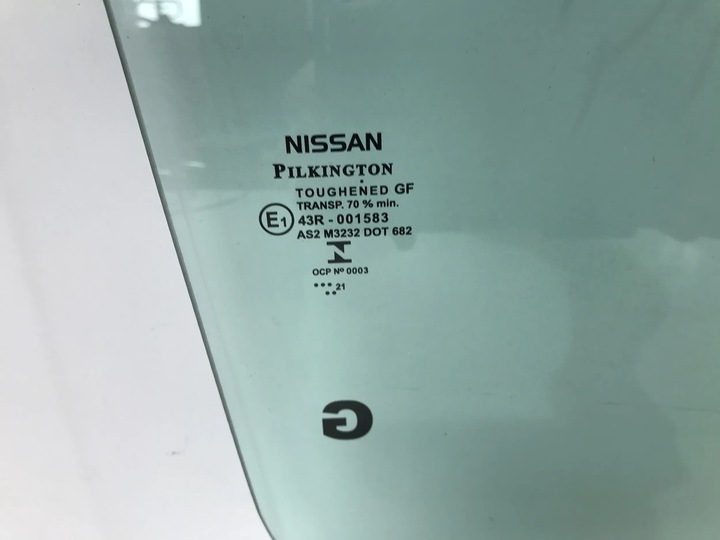 NISSAN
PILKINGTON
TOUGHENED GF
TRANSP. 70 % min.
E1 43R - 001583
AS2 M3232 DOT 682
N
OCP Nº 0003
••• 21
••
G